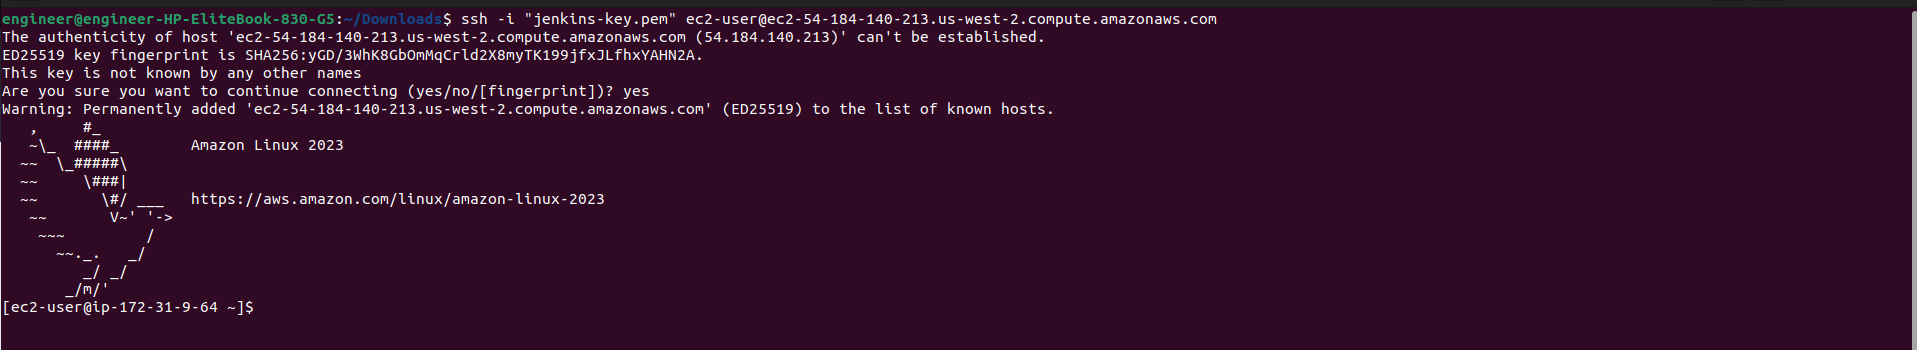 engineer@engineer-HP-EliteBook-830-G5:~/Downloads$ ssh -i "jenkins-key.pem" ec2-user@ec2-54-184-140-213.us-west-2.compute.amazonaws.com
The authenticity of host 'ec2-54-184-140-213.us-west-2.compute.amazonaws.com (54.184.140.213)' can't be established.
ED25519 key fingerprint is SHA256:yGD/3WhK8GbOmMqCrld2X8myTK199jfxJLfhxYAHN2A.
This key is not known by any other names
Are you sure you want to continue connecting (yes/no/[fingerprint])? yes
Warning: Permanently added 'ec2-54-184-140-213.us-west-2.compute.amazonaws.com' (ED25519) to the list of known hosts.
   ,     #_
   ~\_  ####_        Amazon Linux 2023
  ~~  \_#####\
  ~~     \###|
  ~~       \#/ ___   https://aws.amazon.com/linux/amazon-linux-2023
   ~~       V~' '->
    ~~~         /
      ~~._.   _/
         _/ _/
       _/m/'
[ec2-user@ip-172-31-9-64 ~]$